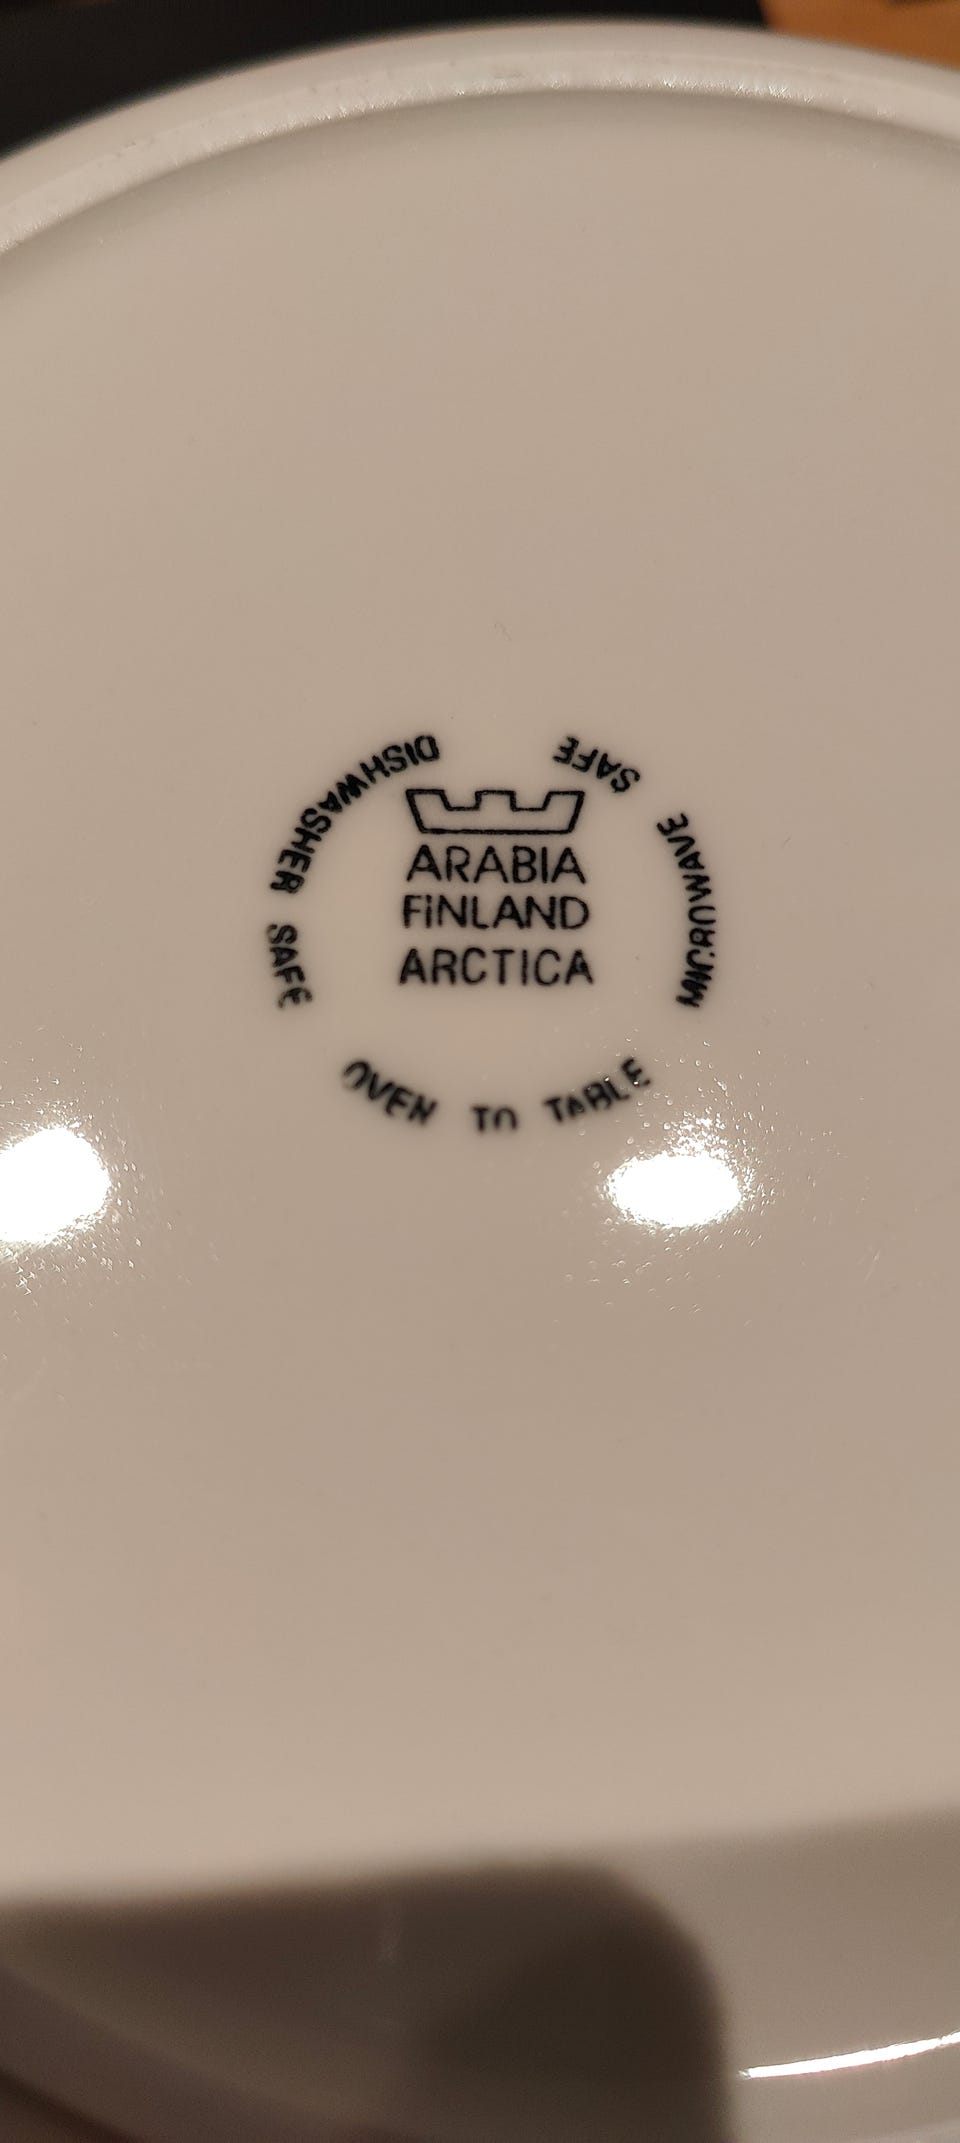 ARABIA
FINLAND
ARCTICA
DISHWASHER SAFE
OVEN TO TABLE
MICROWAVE SAFE